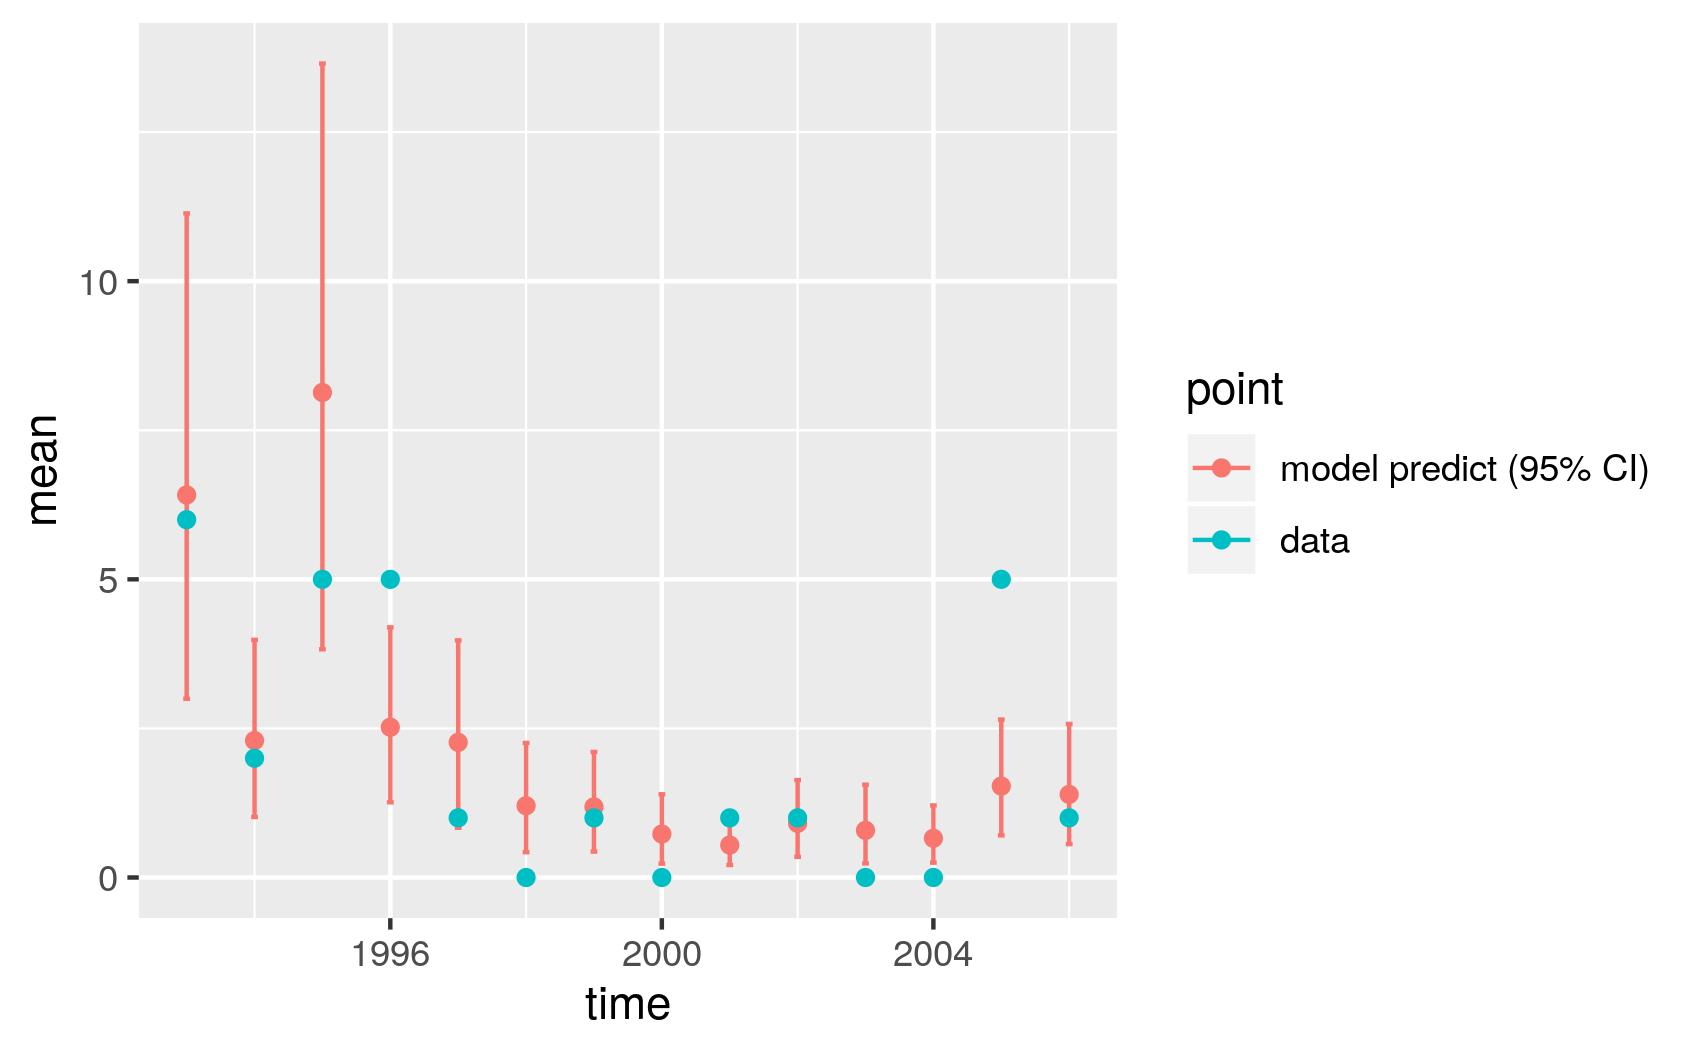 10
5
0
mean
1996
2000
2004
time
point
model predict (95% CI)
data